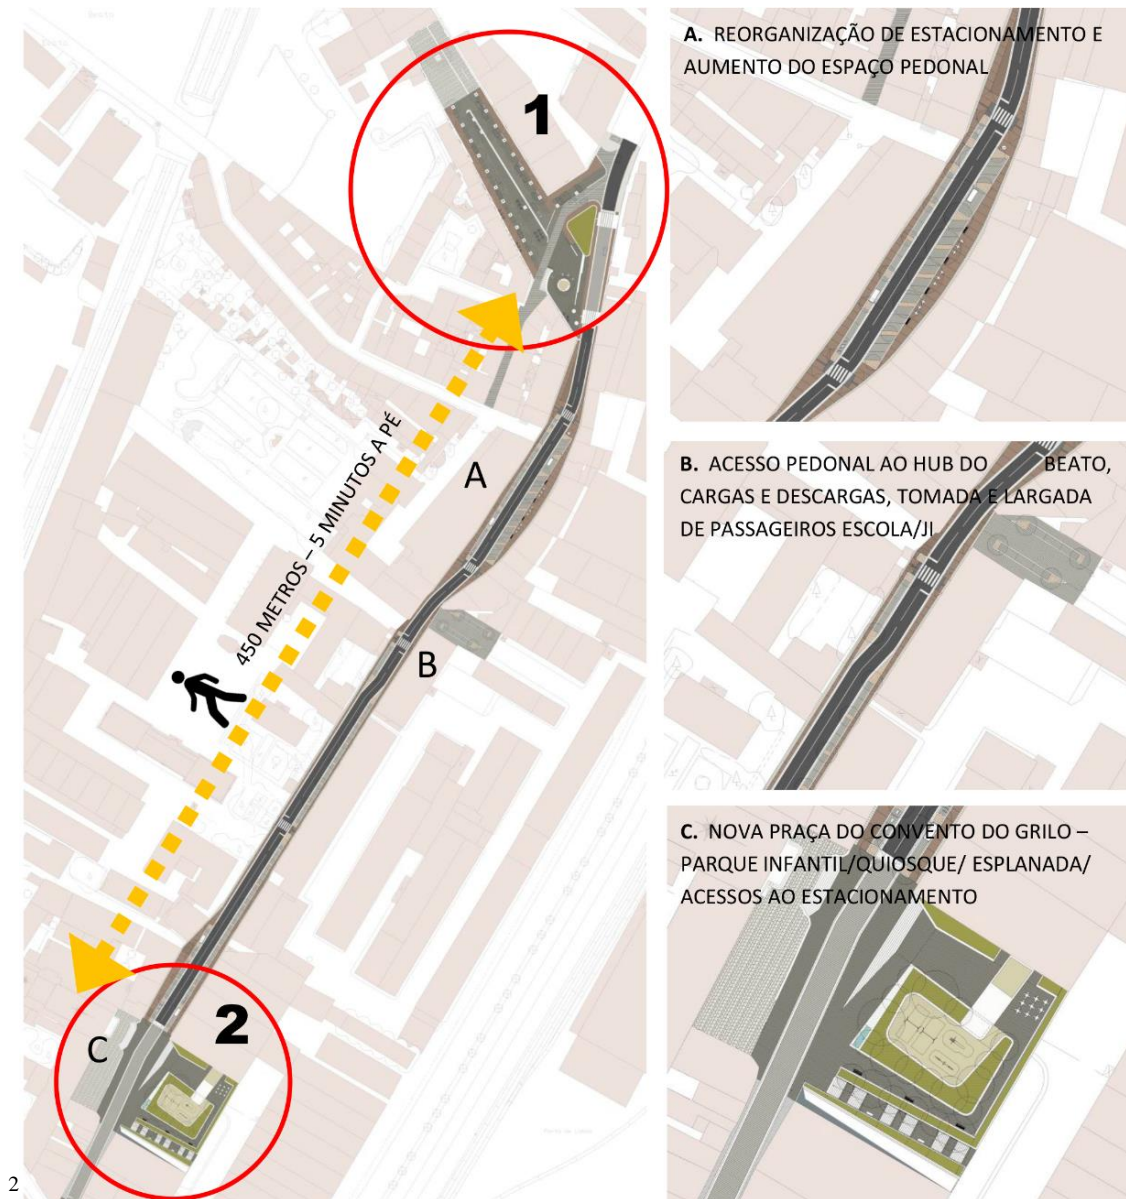 1
450 METROS – 5 MINUTOS A PÉ
A
B
C
2
A. REORGANIZAÇÃO DE ESTACIONAMENTO E
AUMENTO DO ESPAÇO PEDONAL
B. ACESSO PEDONAL AO HUB DO BEATO,
CARGAS E DESCARGAS, TOMADA E LARGADA
DE PASSAGEIROS ESCOLA/JI
C. NOVA PRAÇA DO CONVENTO DO GRILO –
PARQUE INFANTIL/QUIOSQUE/ ESPLANADA/
ACESSOS AO ESTACIONAMENTO
2